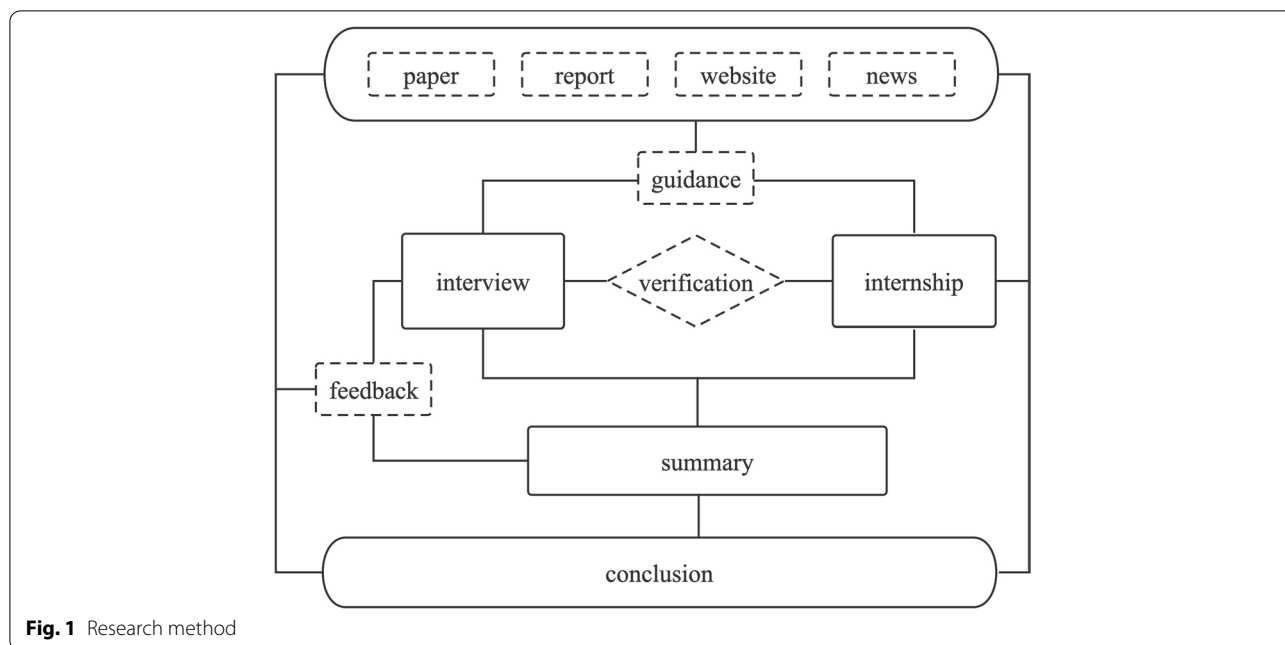 paper
report
website
news
guidance
interview
verification
internship
feedback
summary
conclusion
Fig. 1 Research method